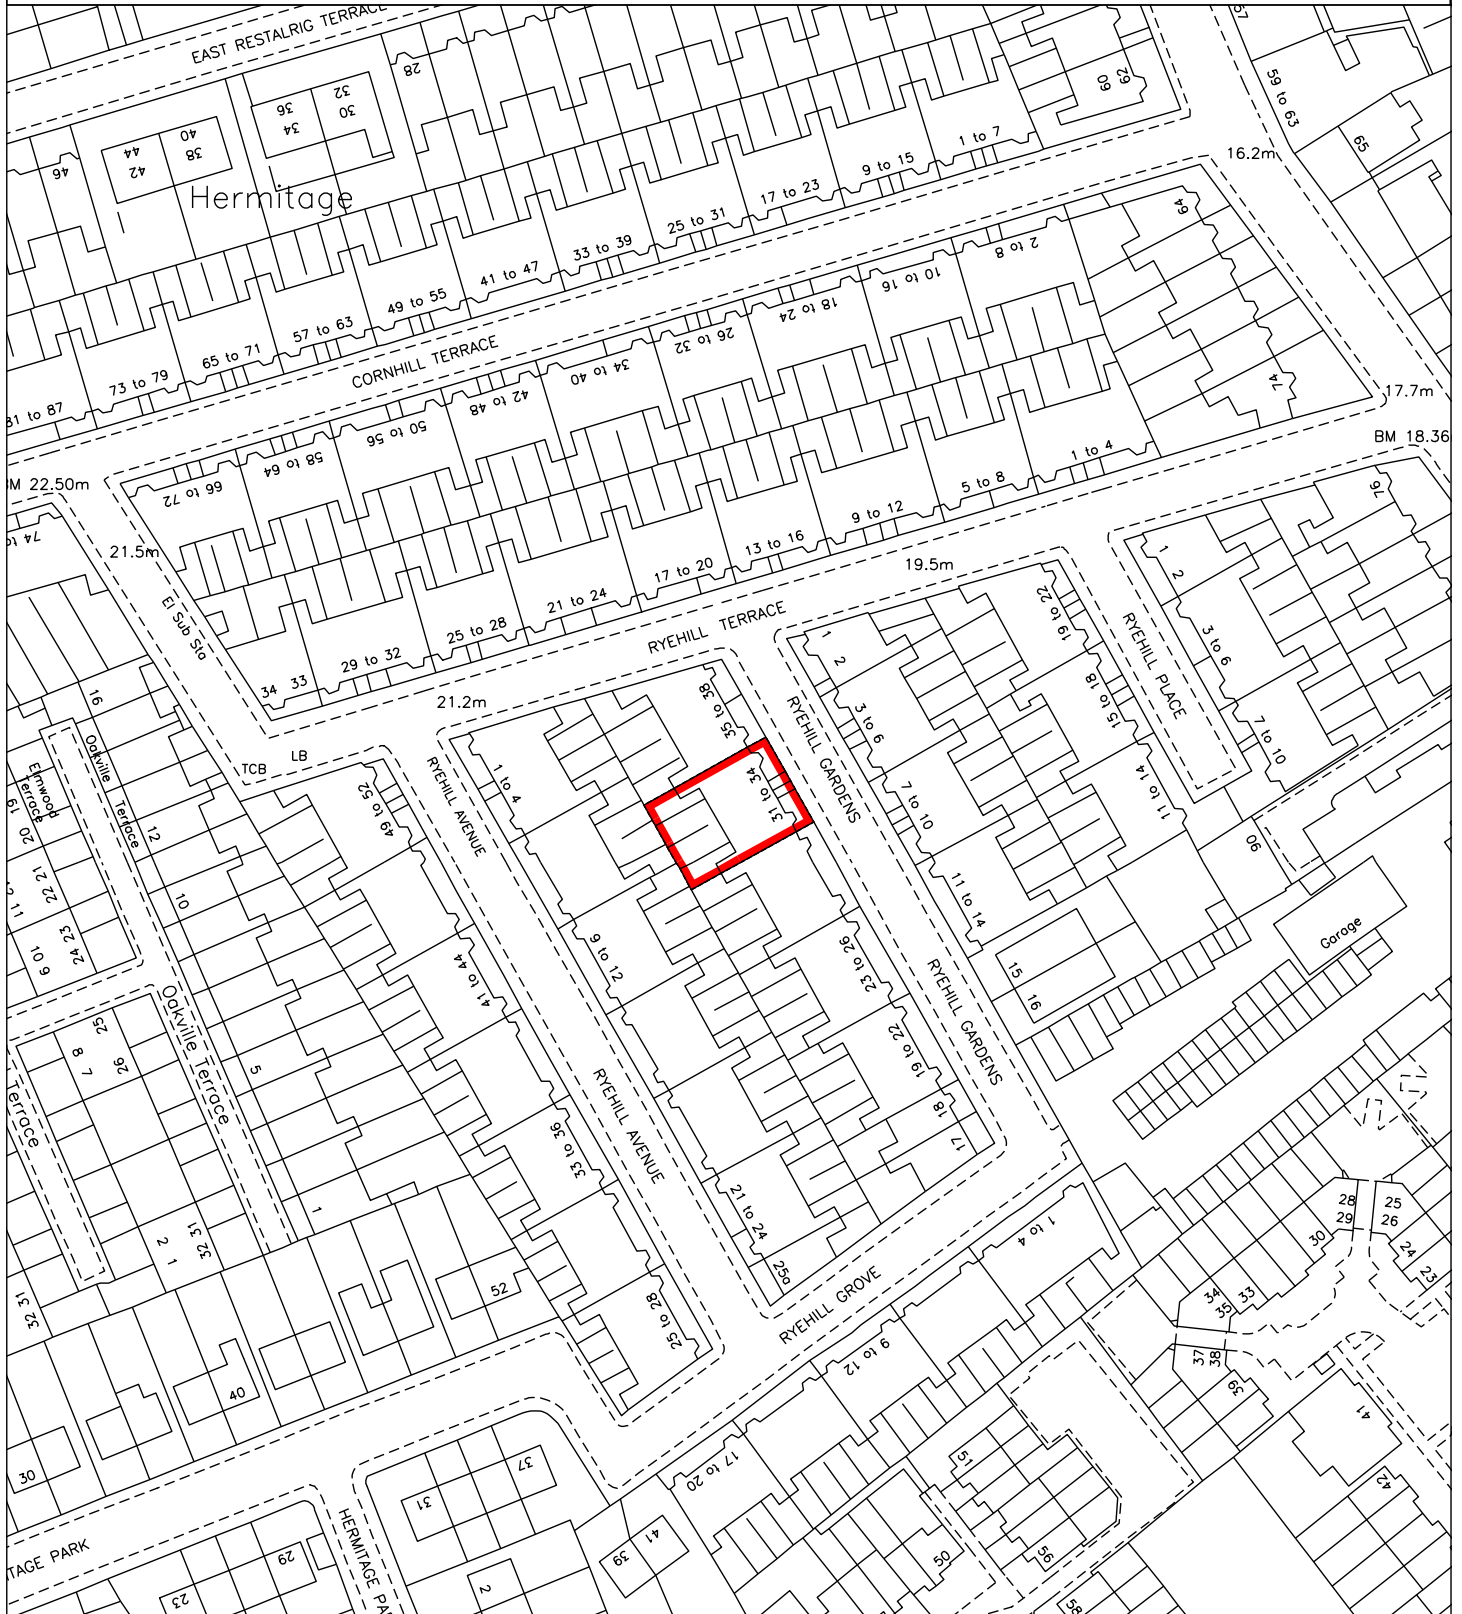 EAST RESTALRIG TERRACE
28
57
59 to 63
65
60
62
32
30
36
34
40
38
44
42
46
Hermitage
1 to 7
9 to 15
17 to 23
25 to 31
33 to 39
41 to 47
49 to 55
57 to 63
65 to 71
73 to 79
81 to 87
16.2m
CORNHILL TERRACE
64
2 to 8
10 to 16
18 to 24
26 to 32
34 to 40
42 to 48
50 to 56
58 to 64
66 to 72
74
17.7m
BM 18.36
BM 22.50m
74 to
21.5m
El Sub Sta
1 to 4
5 to 8
9 to 12
13 to 16
17 to 20
21 to 24
25 to 28
29 to 32
33
34
19.5m
RYEHILL TERRACE
21.2m
76
1
2
3 to 6
7 to 10
RYEHILL PLACE
19 to 22
15 to 18
11 to 14
90
1
2
3 to 6
7 to 10
11 to 14
15
16
RYEHILL GARDENS
RYEHILL GARDENS
35 to 38
31 to 34
23 to 26
19 to 22
18
17
Garage
TCB
LB
49 to 52
41 to 44
33 to 36
25 to 28
RYEHILL AVENUE
RYEHILL AVENUE
1 to 4
9 to 12
21 to 24
25a
16
Oakville Terrace
Elmwood Terrace
12
10
19
20
22 21
24 23
11
9 10
Oakville Terrace
25
26
8
7
5
1
Terrace
2
1
32 31
32 31
RYEHILL GROVE
1 to 4
9 to 12
17 to 20
52
40
30
28
29
25
26
30
24
23
34
35
33
37
38
39
41
42
51
50
56
58
37
31
39
41
2
29
23
TAGE PARK
HERMITAGE PA